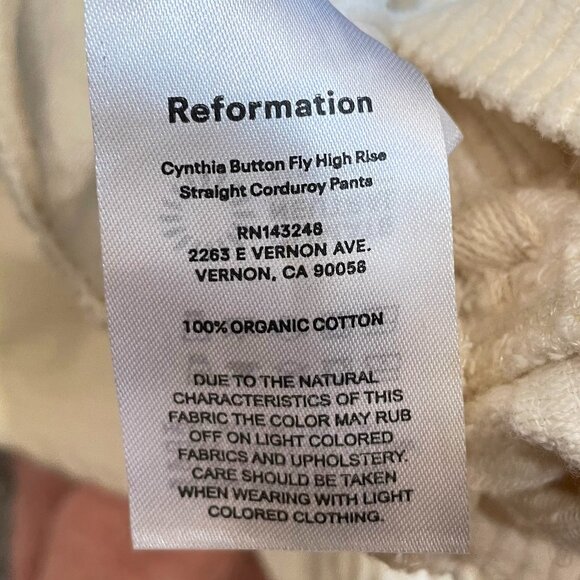 Reformation
Cynthia Button Fly High Rise
Straight Corduroy Pants
RN143248
2263 E VERNON AVE.
VERNON, CA 90058
100% ORGANIC COTTON
DUE TO THE NATURAL
CHARACTERISTICS OF THIS
FABRIC THE COLOR MAY RUB
OFF ON LIGHT COLORED
FABRICS AND UPHOLSTERY.
CARE SHOULD BE TAKEN
WHEN WEARING WITH LIGHT
COLORED CLOTHING.